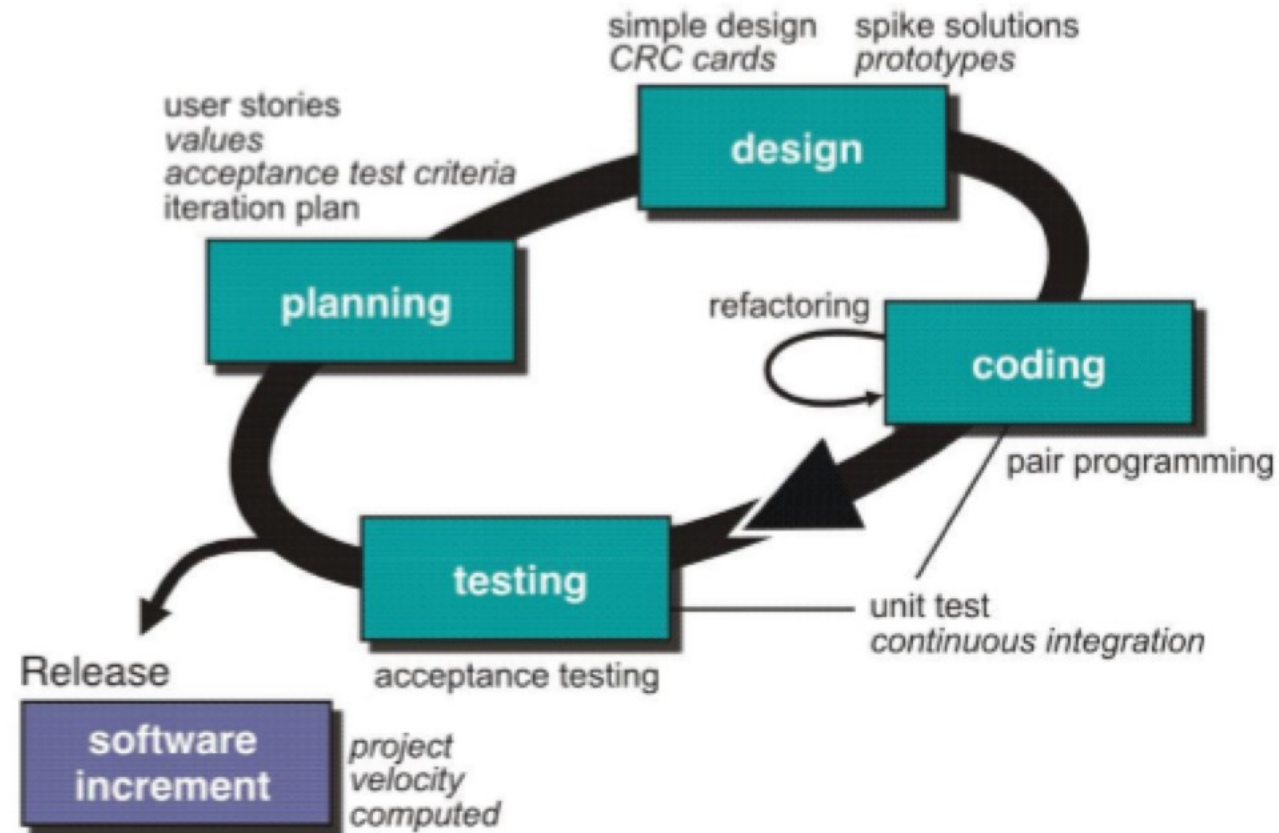 simple design
CRC cards
spike solutions
prototypes
design
user stories
values
acceptance test criteria
iteration plan
planning
refactoring
coding
pair programming
testing
unit test
continuous integration
acceptance testing
Release
software
increment
project
velocity
computed